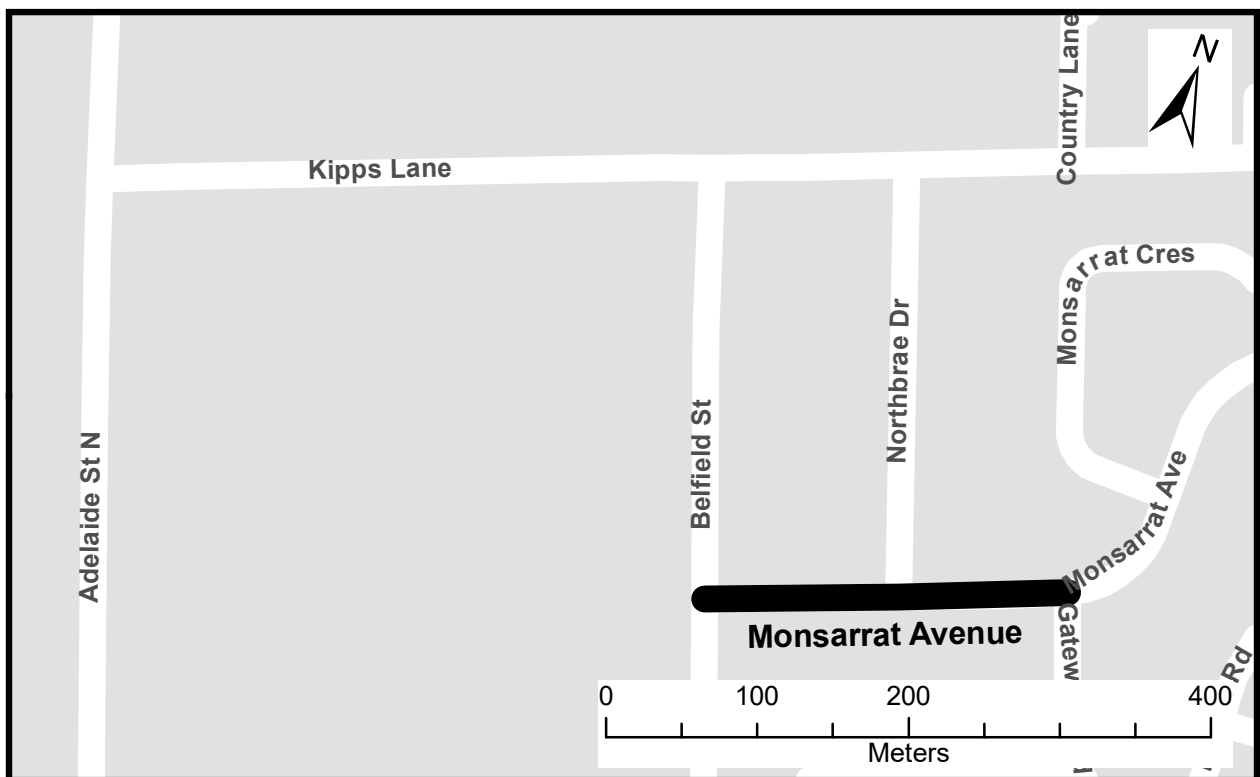 N
Country Lane
Kipps Lane
Monsarrat Cres
Northbrae Dr
Belfield St
Adelaide St N
Monsarrat Ave
Monsarrat Avenue
Gatew
Rd
0 100 200 400
Meters